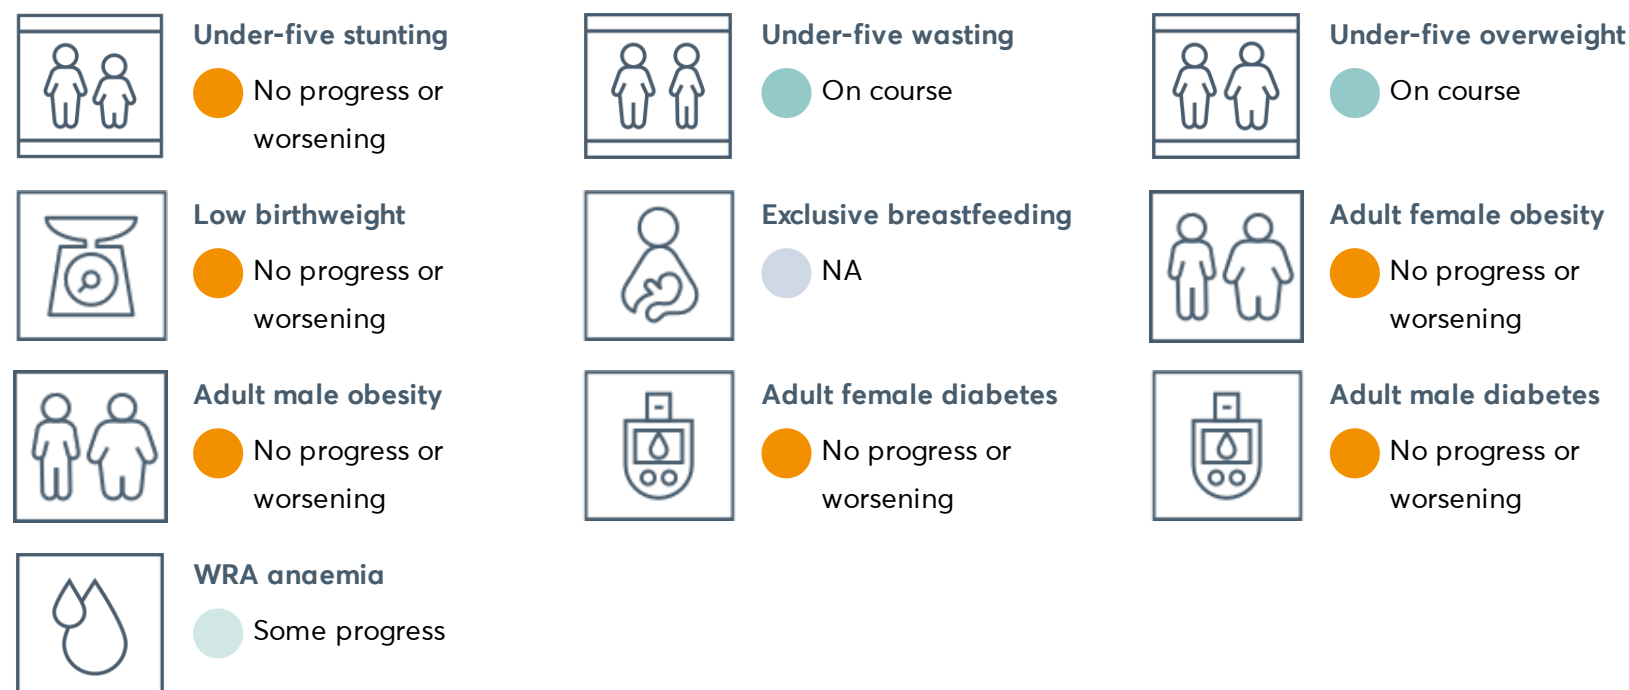 Under-five stunting
No progress or
worsening
Under-five wasting
On course
Under-five overweight
On course
Low birthweight
No progress or
worsening
Exclusive breastfeeding
NA
Adult female obesity
No progress or
worsening
Adult male obesity
No progress or
worsening
Adult female diabetes
No progress or
worsening
Adult male diabetes
No progress or
worsening
WRA anaemia
Some progress